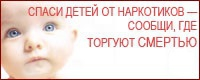 СПАСИ ДЕТЕЙ ОТ НАРКОТИКОВ —
СООБЩИ, ГДЕ
ТОРГУЮТ СМЕРТЬЮ